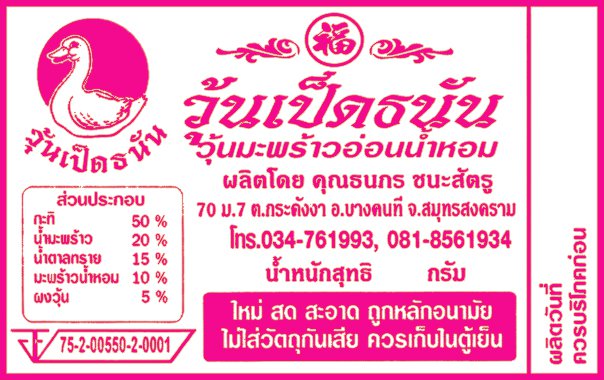 福
วุ้นเป็ดธนัน
วุ้นเป็ดธนัน
วุ้นมะพร้าวอ่อนน้ำหอม
ผลิตโดย คุณธนภร ชนะสัตรู
70 ม.7 ต.กระดังงา อ.บางคนที จ.สมุทรสงคราม
โทร.034-761993, 081-8561934
น้ำหนักสุทธิ กรัม
ส่วนประกอบ
กะทิ 50 %
น้ำมะพร้าว 20 %
น้ำตาลทราย 15 %
มะพร้าวน้ำหอม 10 %
ผงวุ้น 5 %
75-2-00550-2-0001
ใหม่ สด สะอาด ถูกหลักอนามัย
ไม่ใส่วัตถุกันเสีย ควรเก็บในตู้เย็น
ผลิตวันที่
ควรบริโภคก่อน